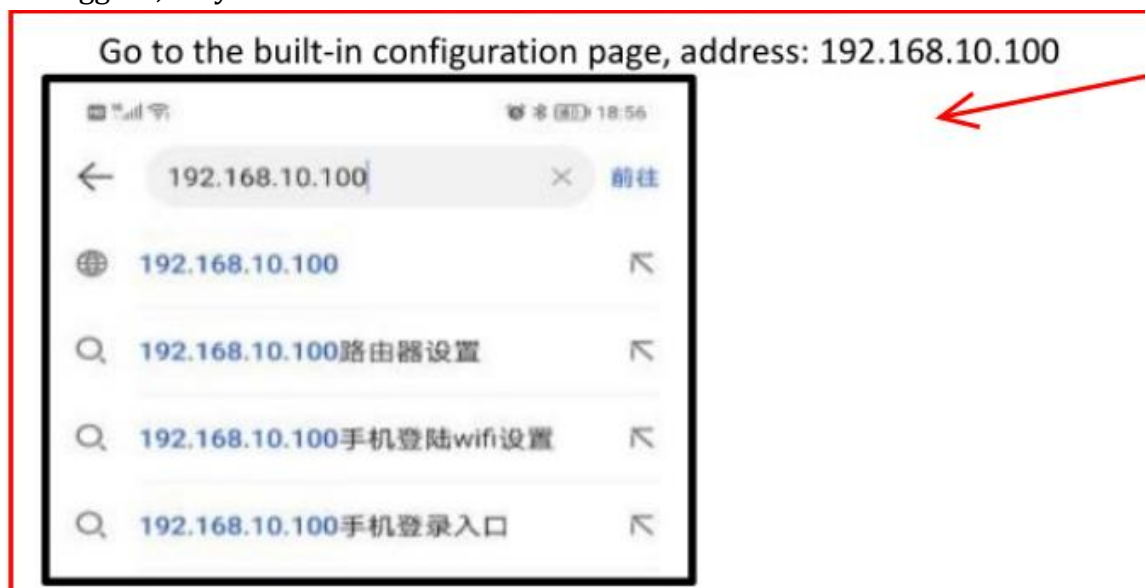 Go to the built-in configuration page, address: 192.168.10.100
18:56
192.168.10.100 前往
192.168.10.100
192.168.10.100路由器设置
192.168.10.100手机登陆wifi设置
192.168.10.100手机登录入口